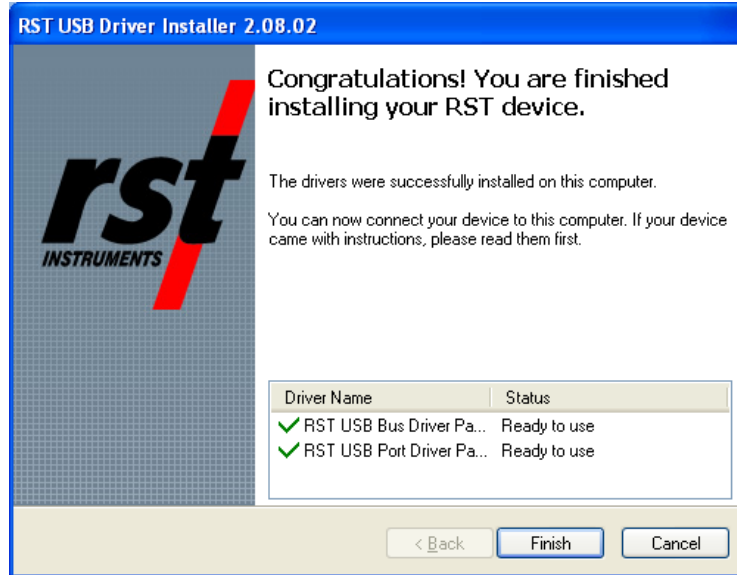 RST USB Driver Installer 2.08.02
Congratulations! You are finished
installing your RST device.
rst
INSTRUMENTS
The drivers were successfully installed on this computer.
You can now connect your device to this computer. If your device
came with instructions, please read them first.
Driver Name Status
RST USB Bus Driver Pa... Ready to use
RST USB Port Driver Pa... Ready to use
< Back Finish Cancel